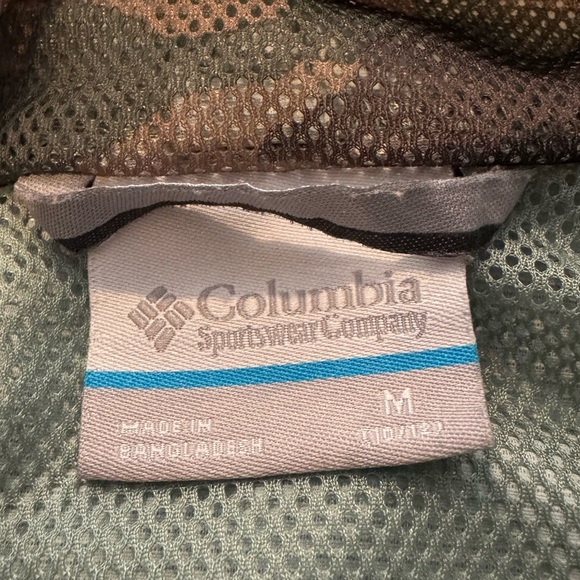 Columbia
Sportswear Company
M
(10/12)
MADE IN
BANGLADESH